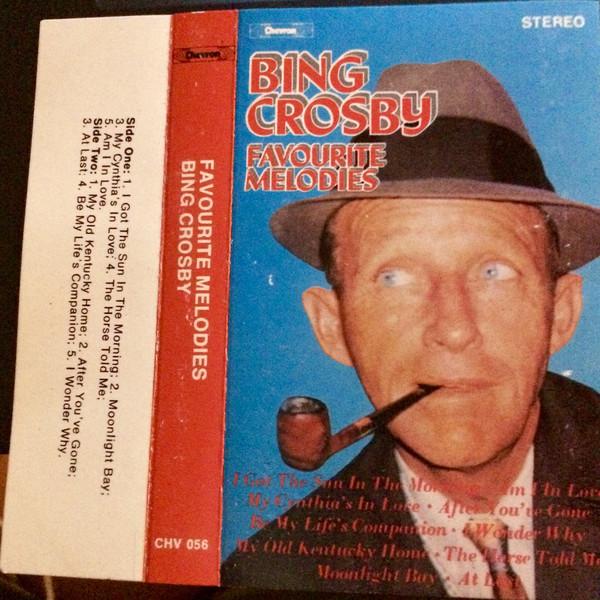 Side One: 1. I Got The Sun In The Morning; 2. Moonlight Bay;
3. My Cynthia's In Love; 4. The Horse Told Me;
5. Am I In Love.
Side Two: 1. My Old Kentucky Home; 2. After You've Gone;
3. At Last; 4. Be My Life's Companion; 5. I Wonder Why.
Chevron
FAVOURITE MELODIES
BING CROSBY
CHV 056
Chevron
STEREO
BING
CROSBY
FAVOURITE
MELODIES
I Got The Sun In The Morning Am I In Love
My Cynthia's In Love • After You've Gone
Be My Life's Companion • I Wonder Why
My Old Kentucky Home • The Horse Told Me
Moonlight Bay • At Last